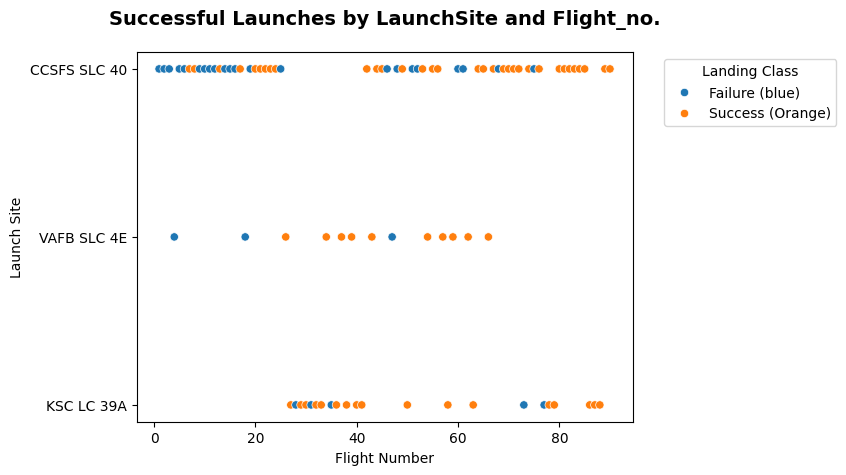 Successful Launches by LaunchSite and Flight_no.
CCSFS SLC 40
VAFB SLC 4E
KSC LC 39A
Launch Site
0
20
40
60
80
Flight Number
Landing Class
Failure (blue)
Success (Orange)